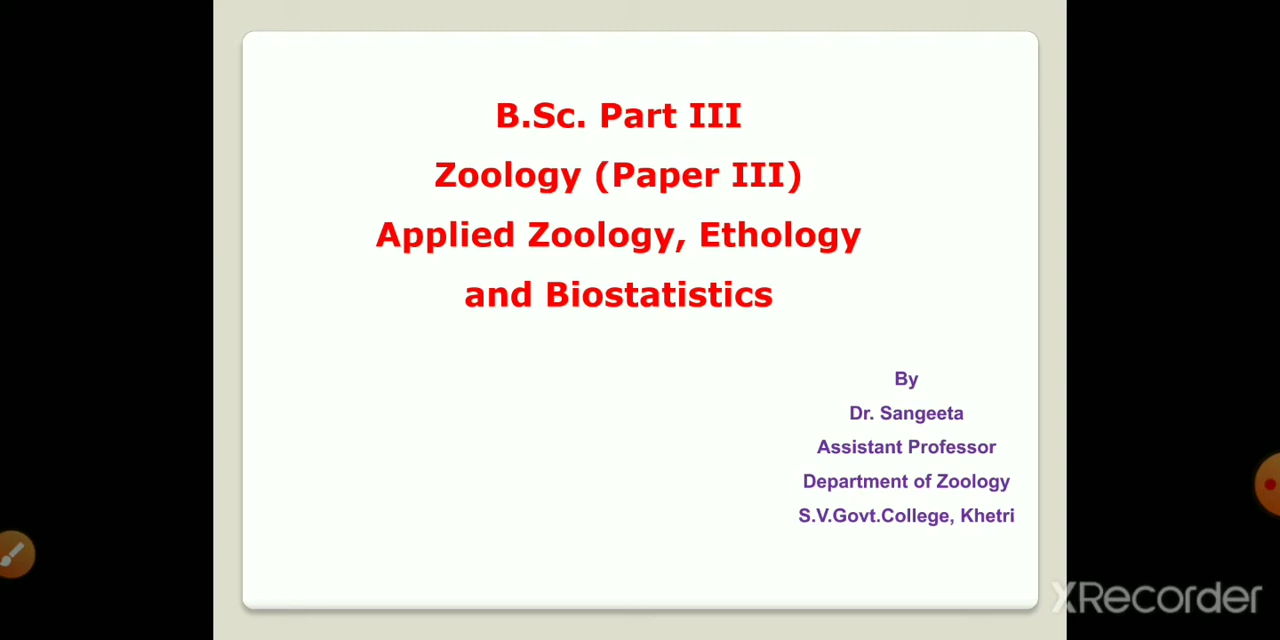 B.Sc. Part III
Zoology (Paper III)
Applied Zoology, Ethology
and Biostatistics
By
Dr. Sangeeta
Assistant Professor
Department of Zoology
S.V.Govt.College, Khetri
XRecorder